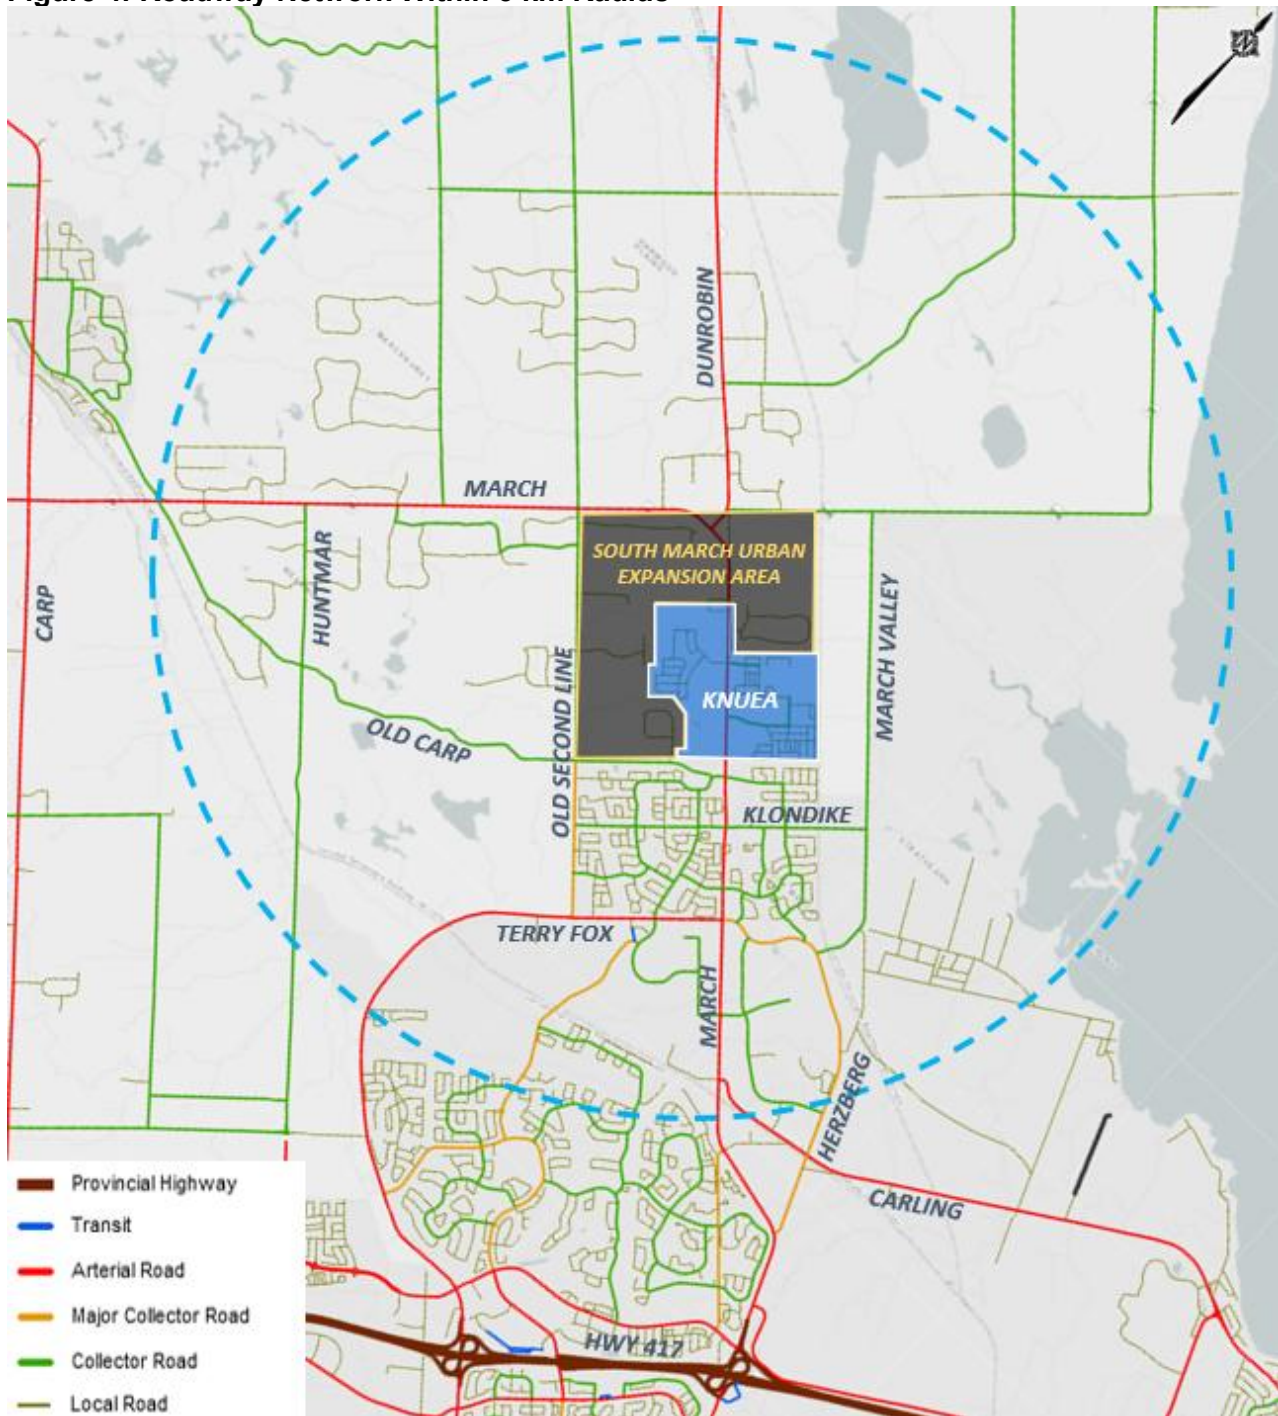 MARCH
DUNROBIN
SOUTH MARCH URBAN
EXPANSION AREA
CARP
HUNTMAR
MARCH VALLEY
OLD SECOND LINE
KNUEA
OLD CARP
KLONDIKE
TERRY FOX
MARCH
HERZBERG
CARLING
HWY 417
Provincial Highway
Transit
Arterial Road
Major Collector Road
Collector Road
Local Road